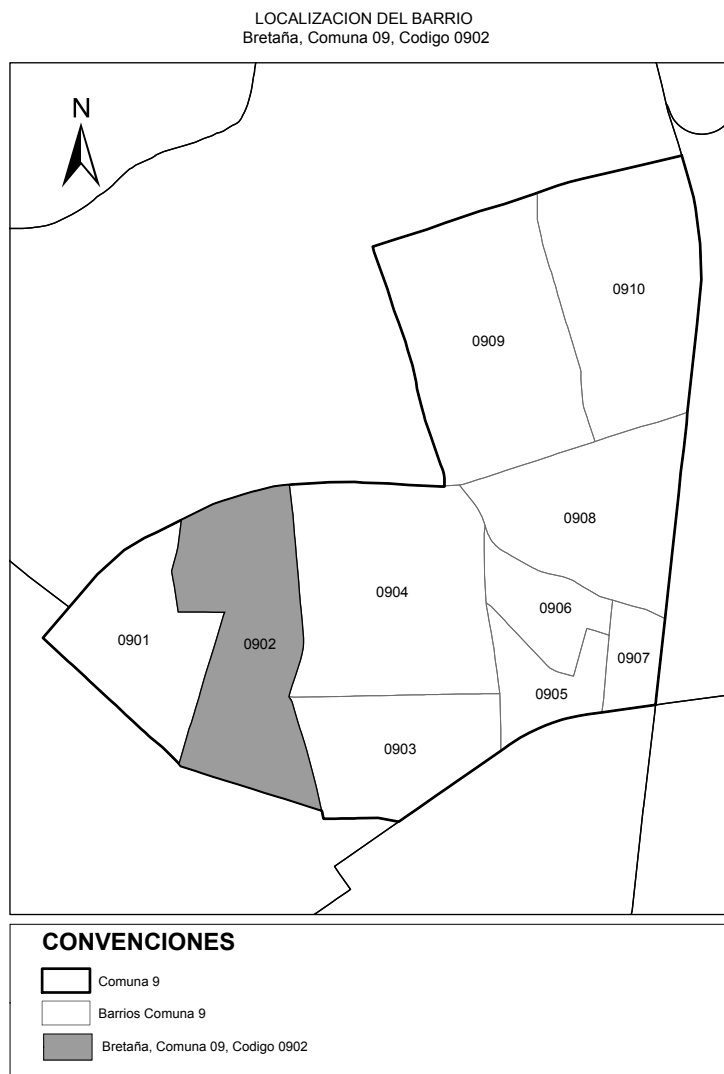 LOCALIZACION DEL BARRIO
Bretaña, Comuna 09, Codigo 0902
N
0910
0909
0908
0904
0906
0901
0902
0907
0905
0903
CONVENCIONES
Comuna 9
Barrios Comuna 9
Bretaña, Comuna 09, Codigo 0902